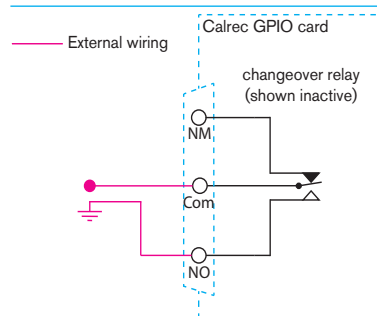 Calrec GPIO card
External wiring
changeover relay
(shown inactive)
NM
Com
NO